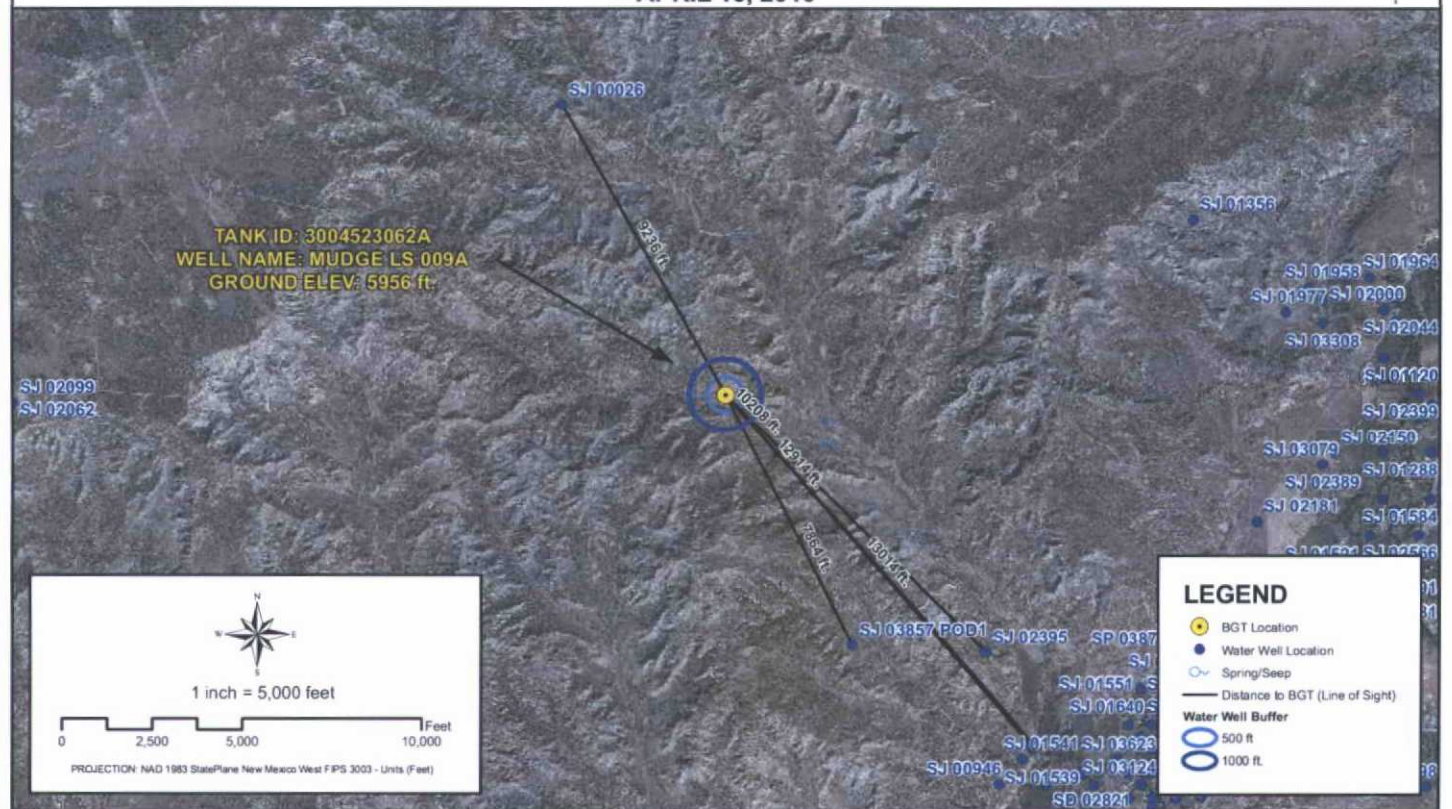 SJ 00026
9236 ft.
TANK ID: 3004523062A
WELL NAME: MUDGE LS 009A
GROUND ELEV: 5956 ft.
SJ 01356
SJ 01964
SJ 01958
SJ 01977
SJ 02000
SJ 02044
SJ 03308
SJ 02099
SJ 02062
SJ 01120
10208 ft.
SJ 02399
12914 ft.
SJ 02150
SJ 03079
SJ 01288
SJ 02389
SJ 02181
SJ 01584
7864 ft.
13014 ft.
SJ 03857 POD1
SJ 02395
SJ 01551
SJ 01640
SJ 01541
SJ 03623
SJ 00946
SJ 01539
SJ 03124
SD 02821
N
W
E
S
1 inch = 5,000 feet
Feet
0
2,500
5,000
10,000
PROJECTION: NAD 1983 StatePlane New Mexico West FIPS 3003 - Units (Feet)
LEGEND
BGT Location
Water Well Location
Spring/Seep
Distance to BGT (Line of Sight)
Water Well Buffer
500 ft
1000 ft.